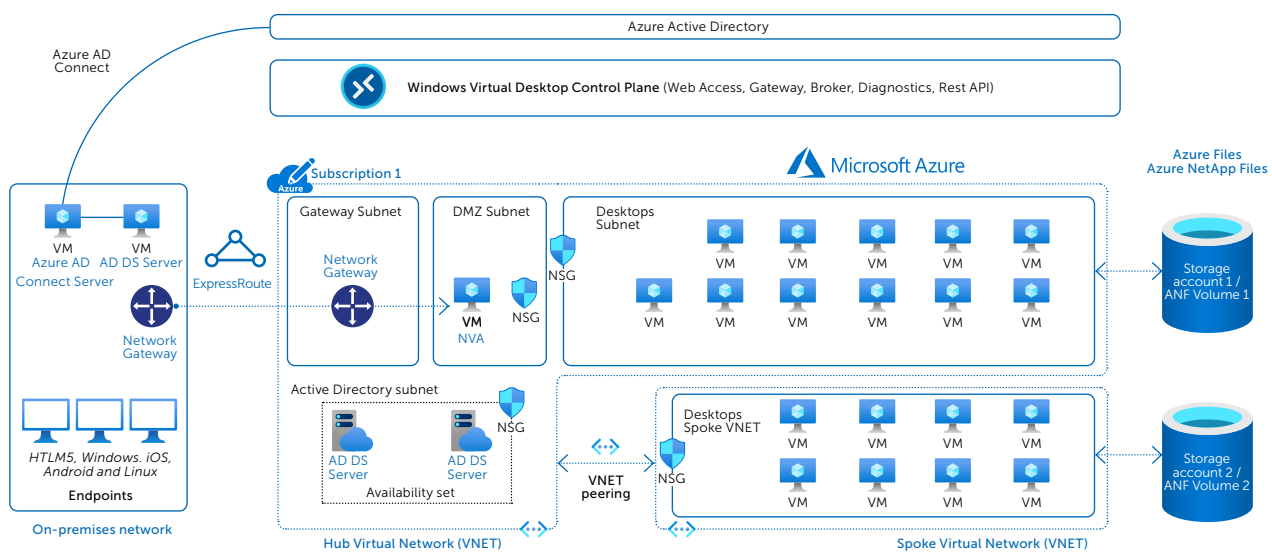 Azure Active Directory
Azure AD
Connect
Windows Virtual Desktop Control Plane (Web Access, Gateway, Broker, Diagnostics, Rest API)
Azure
Subscription 1
Microsoft Azure
Azure Files
Azure NetApp Files
VM
Azure AD
Connect Server
VM
AD DS Server
Network
Gateway
HTLM5, Windows. iOS,
Android and Linux
Endpoints
On-premises network
ExpressRoute
Gateway Subnet
Network
Gateway
DMZ Subnet
VM
NVA
NSG
NSG
Desktops
Subnet
VM
VM
VM
VM
VM
VM
VM
VM
VM
VM
VM
Storage
account 1 /
ANF Volume 1
Active Directory subnet
NSG
AD DS
Server
AD DS
Server
Availability set
Hub Virtual Network (VNET)
VNET
peering
NSG
Desktops
Spoke VNET
VM
VM
VM
VM
VM
VM
VM
VM
Spoke Virtual Network (VNET)
Storage
account 2 /
ANF Volume 2